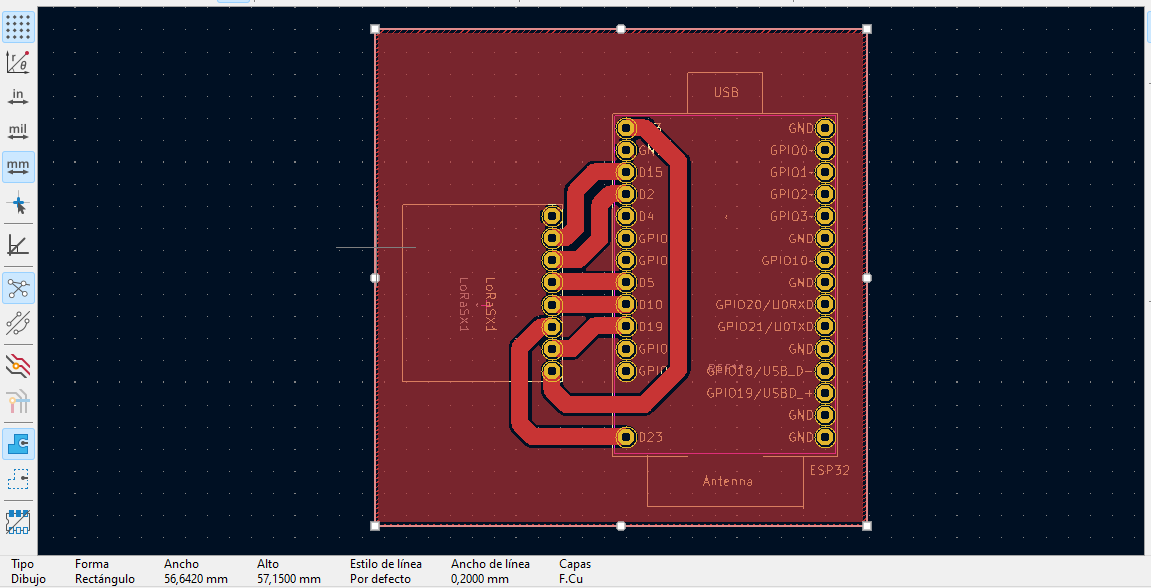 in
mil
mm
USB
GND
GPIO0-
D15
GPIO1-
D2
GPIO2-
D4
GPIO3-
GPIO
GND
GPIO
GPIO10-
D5
GND
D10
GPIO20/U0RxD
D19
GPIO21/U0TxD
GPIO
GND
GPIO
GPIO18/USB_D-
GPIO19/USBD_+
GND
D23
GND
LoRaSX1
LoRaSX1
ESP32
Antenna
Tipo Forma Ancho Alto Estilo de línea Ancho de línea Capas
Dibujo Rectángulo 56,6420 mm 57,1500 mm Por defecto 0,2000 mm F.Cu